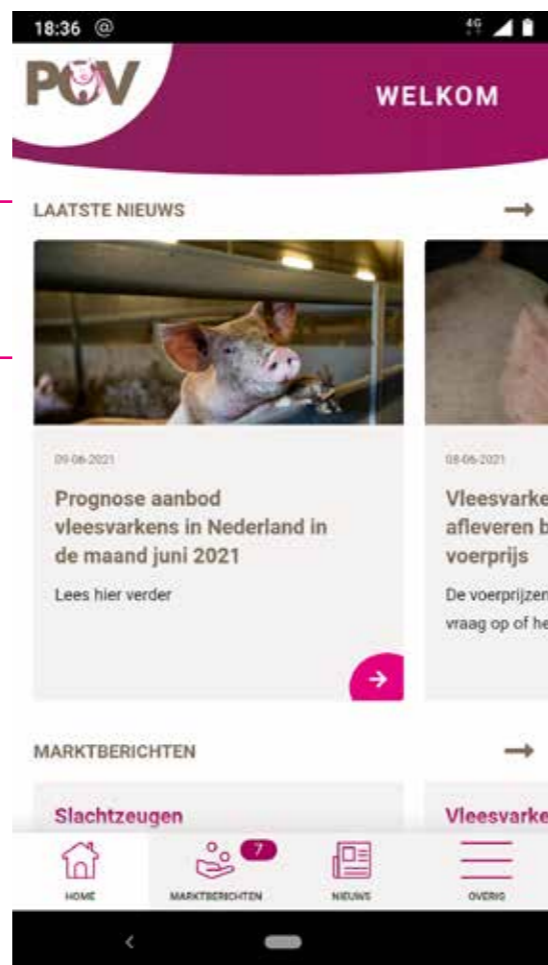 18:36 @ 4G
POV
WELKOM
LAATSTE NIEUWS
09-06-2021
Prognose aanbod
vleesvarkens in Nederland in
de maand juni 2021
Lees hier verder
08-06-2021
Vleesvarke
afleveren b
voerprijs
De voerprijzen
vraag op of he
MARKTBERICHTEN
Slachtzeugen
Vleesvarke
7
HOME
MARKTBERICHTEN
NIEUWS
OVERIG